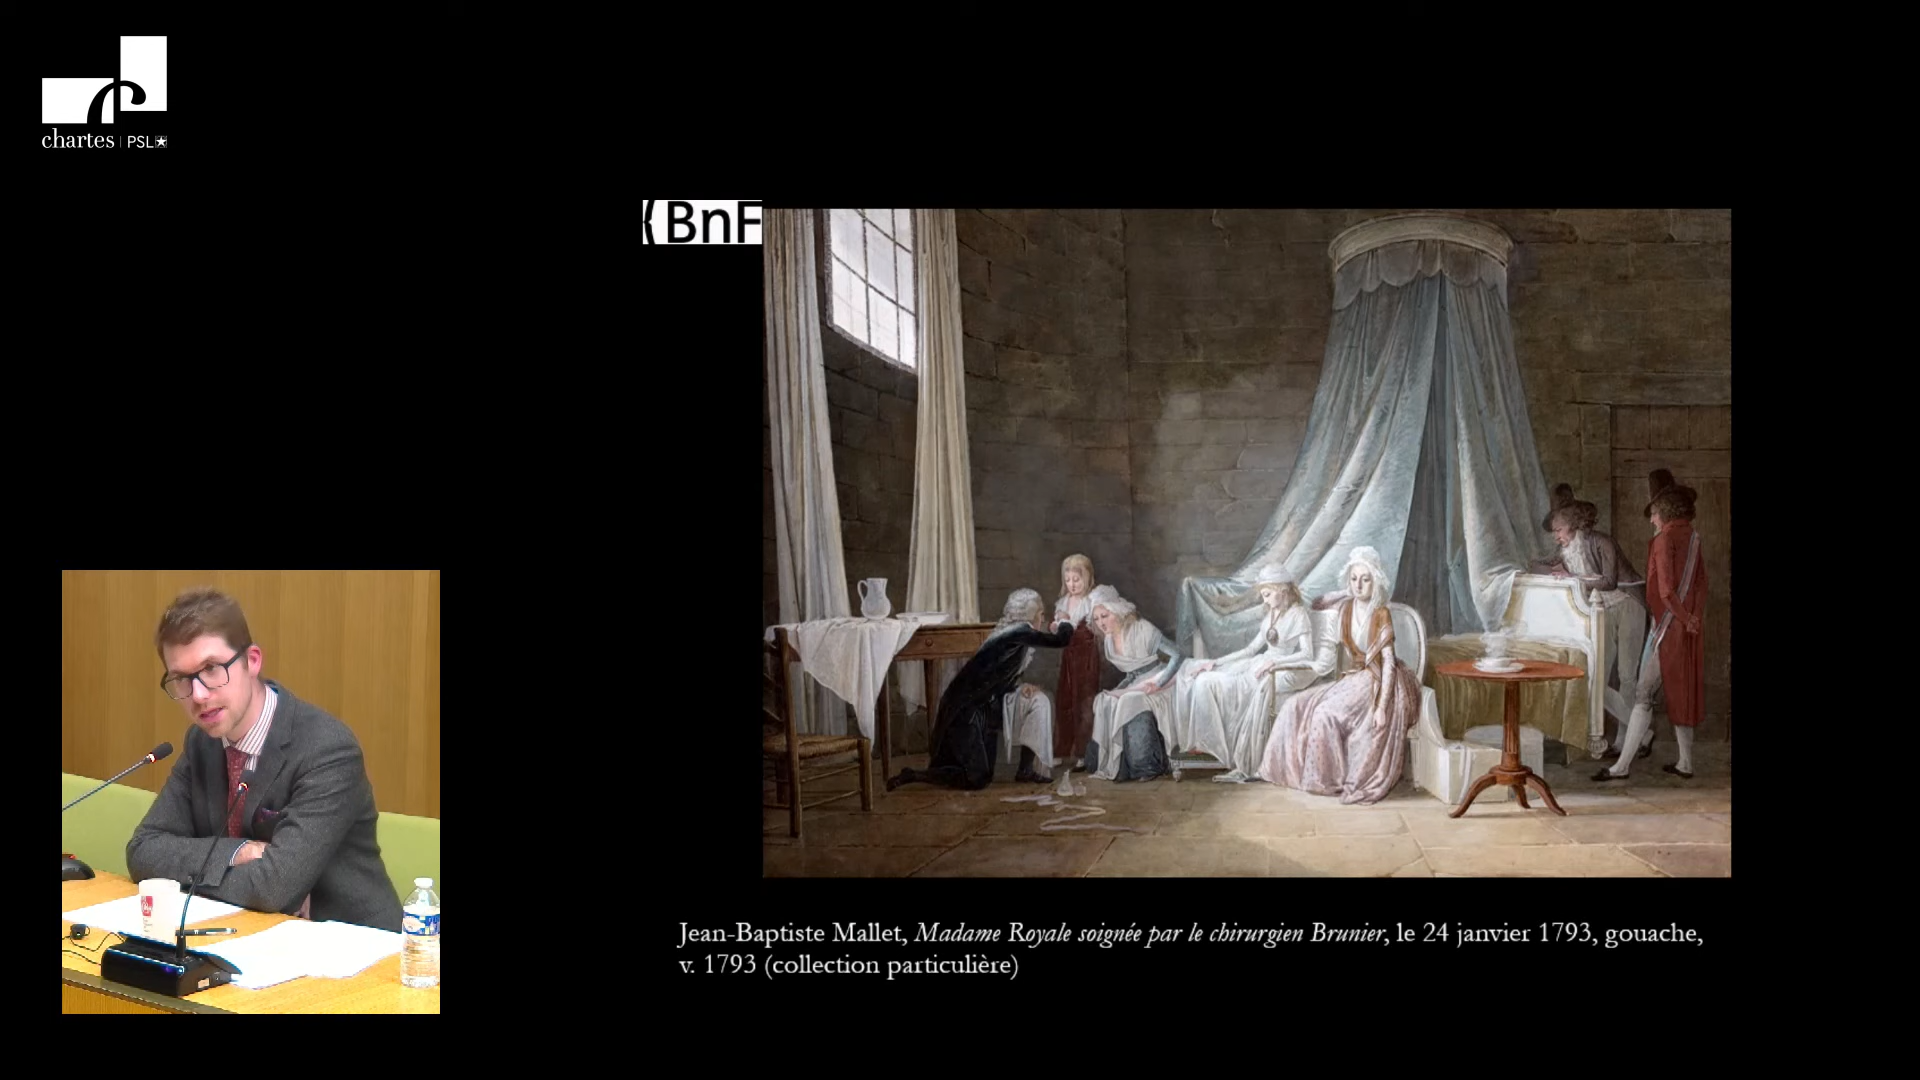 chartes | PSL
{BnF
Jean-Baptiste Mallet, Madame Royale soignée par le chirurgien Brunier, le 24 janvier 1793, gouache,
v. 1793 (collection particulière)